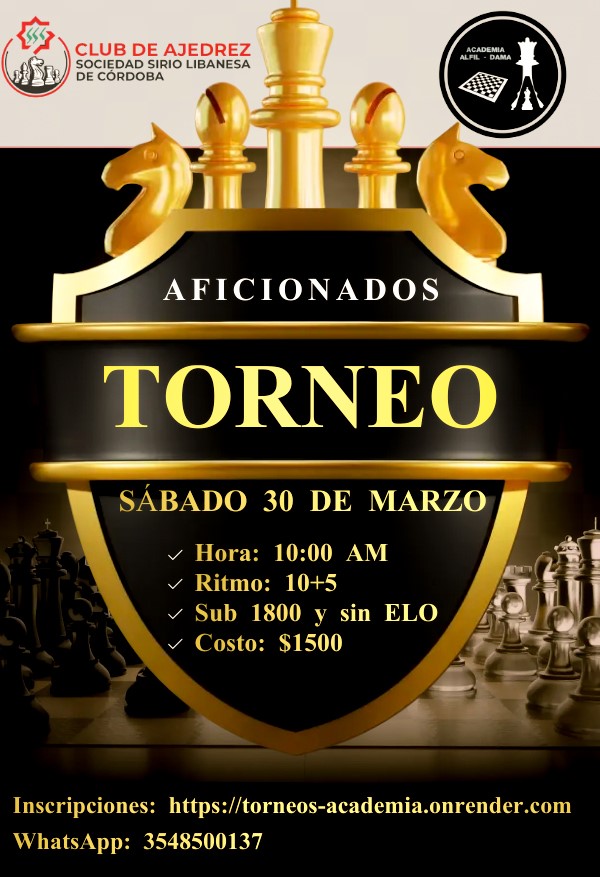 CLUB DE AJEDREZ
SOCIEDAD SIRIO LIBANESA
DE CÓRDOBA
ACADEMIA
ALFIL - DAMA
AFICIONADOS
TORNEO
SÁBADO 30 DE MARZO
Hora: 10:00 AM
Ritmo: 10+5
Sub 1800 y sin ELO
Costo: $1500
Inscripciones: https://torneos-academia.onrender.com
WhatsApp: 3548500137